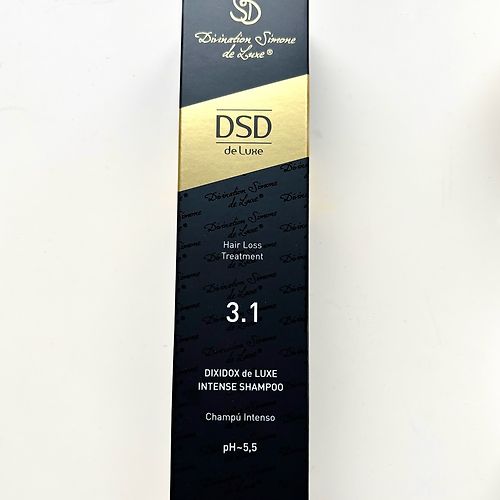 SD
Divination Simone
de Luxe®
DSD
de Luxe
Hair Loss
Treatment
3.1
DIXIDOX de LUXE
INTENSE SHAMPOO
Champú Intenso
pH~5,5